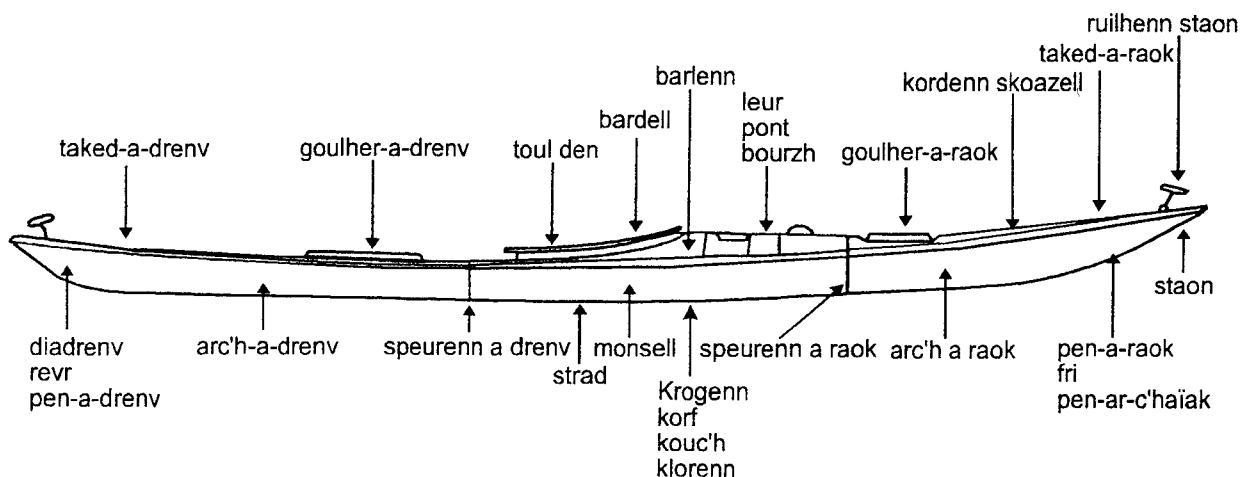 ruilhenn staon
taked-a-raok
kordenn skoazell
barlenn
leur
pont
bourzh
bardell
taked-a-drenv
goulher-a-drenv
toul den
goulher-a-raok
staon
diadrenv
revr
pen-a-drenv
arc'h-a-drenv
speurenn a drenv
strad
monsell
Krogenn
korf
kouc'h
klorenn
speurenn a raok
arc'h a raok
pen-a-raok
fri
pen-ar-c'haïak